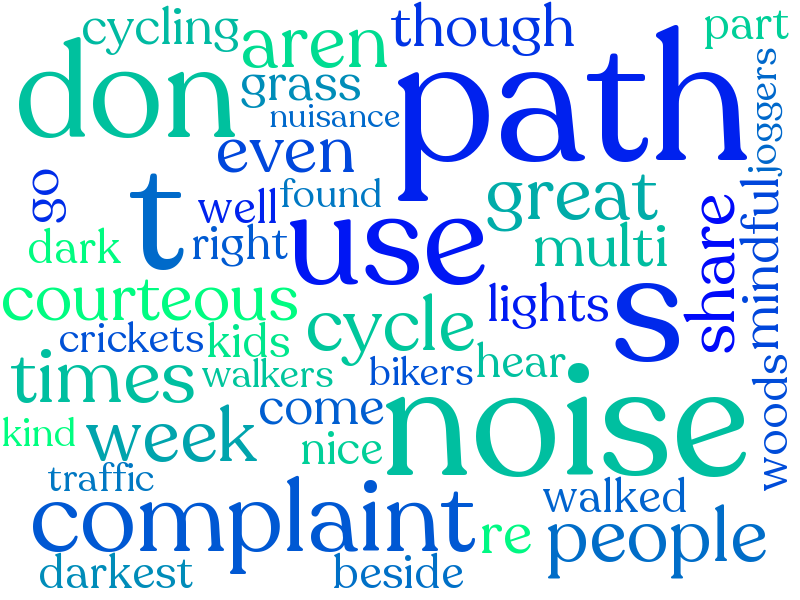 cycling
aren
though
part
don
grass
path
joggers
nuisance
even
go
t
well
found
great
mindful
dark
right
use
multi
share
courteous
lights
s
crickets
kids
cycle
times
walkers
bikers
hear
woods
kind
week
come
nice
noise
traffic
complaint
re
walked
people
darkest
beside